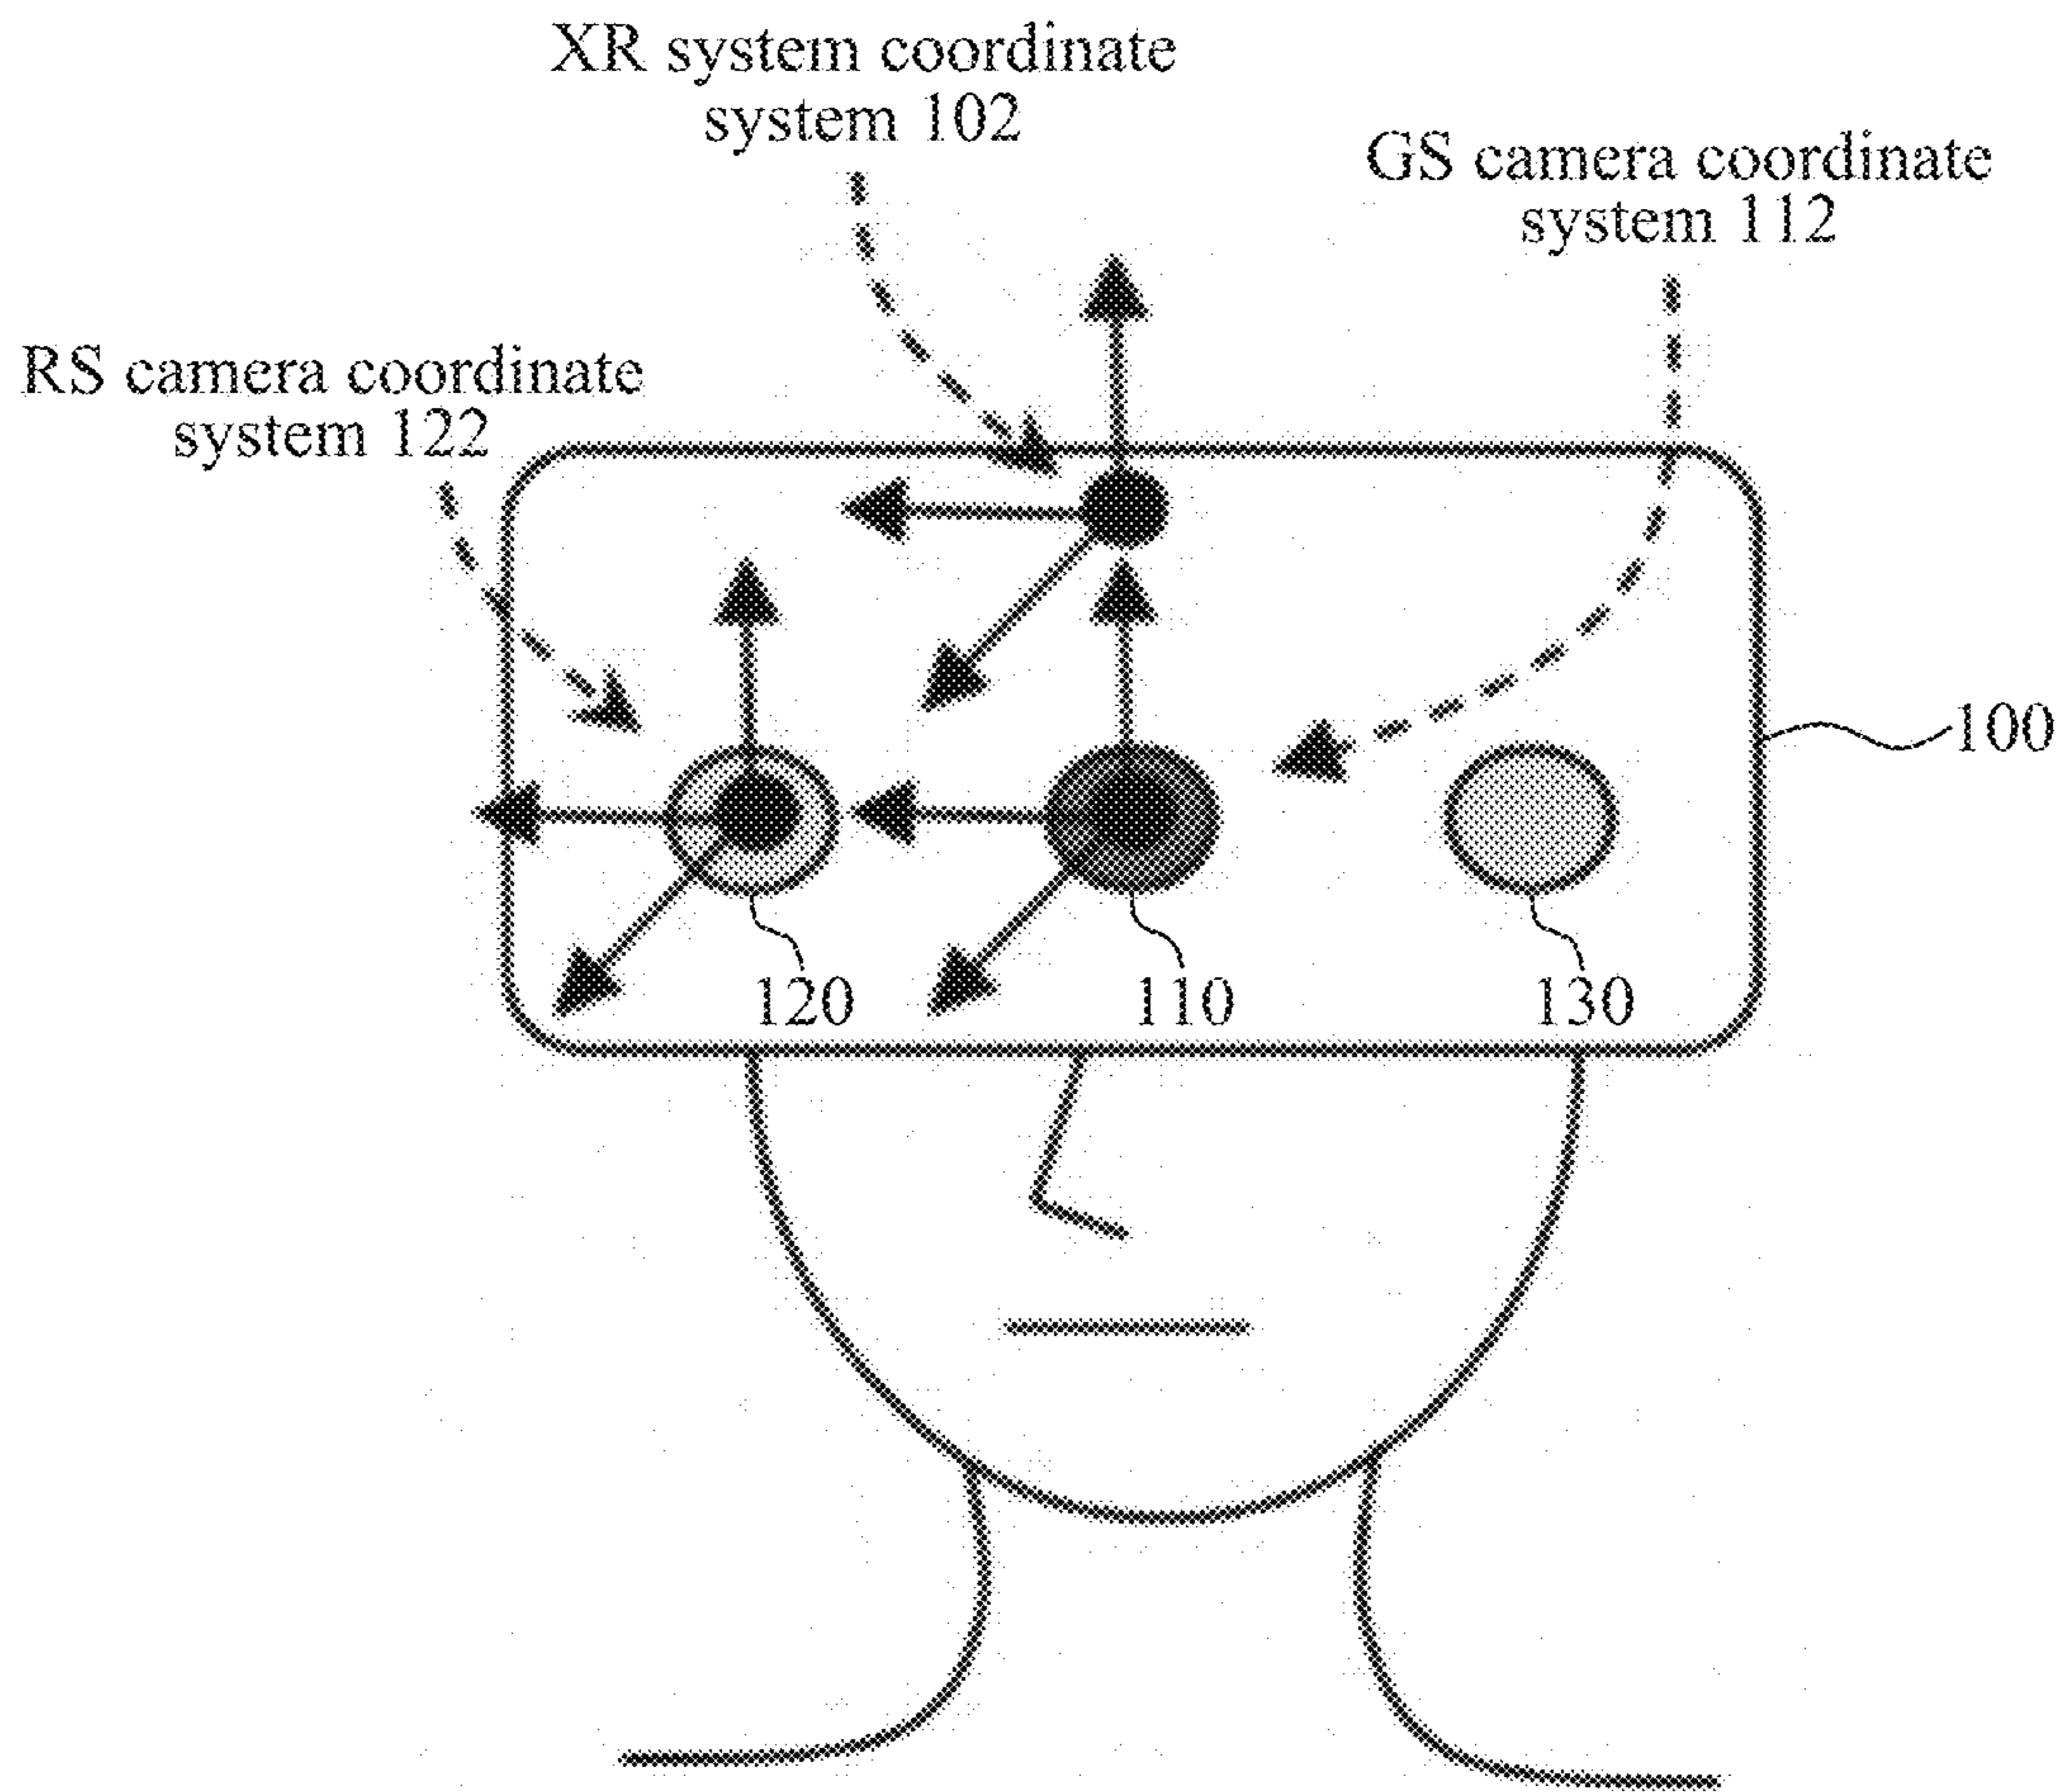 XR system coordinate
system 102
GS camera coordinate
system 112
RS camera coordinate
system 122
100
120
110
130